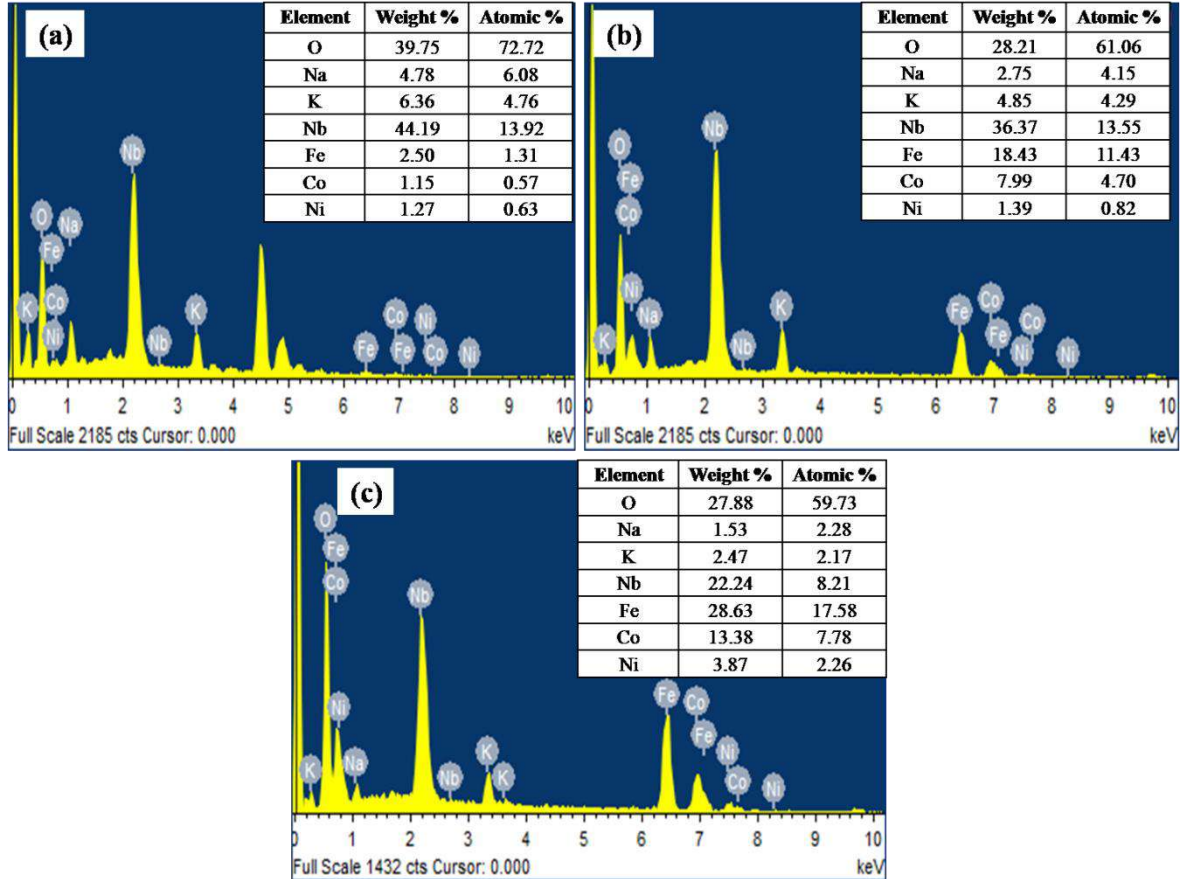 (a)
Element Weight % Atomic %
O 39.75 72.72
Na 4.78 6.08
K 6.36 4.76
Nb 44.19 13.92
Fe 2.50 1.31
Co 1.15 0.57
Ni 1.27 0.63
Nb
O
Na
Fe
K
Co
Ni
Nb
K
Fe
Co
Fe
Ni
Co
Ni
0 1 2 3 4 5 6 7 8 9 10
Full Scale 2185 cts Cursor: 0.000 keV
(b)
Element Weight % Atomic %
O 28.21 61.06
Na 2.75 4.15
K 4.85 4.29
Nb 36.37 13.55
Fe 18.43 11.43
Co 7.99 4.70
Ni 1.39 0.82
Nb
O
Fe
Co
Ni
Na
K
Nb
K
Fe
Co
Fe
Co
Ni
Ni
0 1 2 3 4 5 6 7 8 9 10
Full Scale 2185 cts Cursor: 0.000 keV
(c)
Element Weight % Atomic %
O 27.88 59.73
Na 1.53 2.28
K 2.47 2.17
Nb 22.24 8.21
Fe 28.63 17.58
Co 13.38 7.78
Ni 3.87 2.26
O
Fe
Co
Nb
Ni
K
Na
Nb
K
K
Fe
Co
Fe
Ni
Co
Ni
0 1 2 3 4 5 6 7 8 9 10
Full Scale 1432 cts Cursor: 0.000 keV